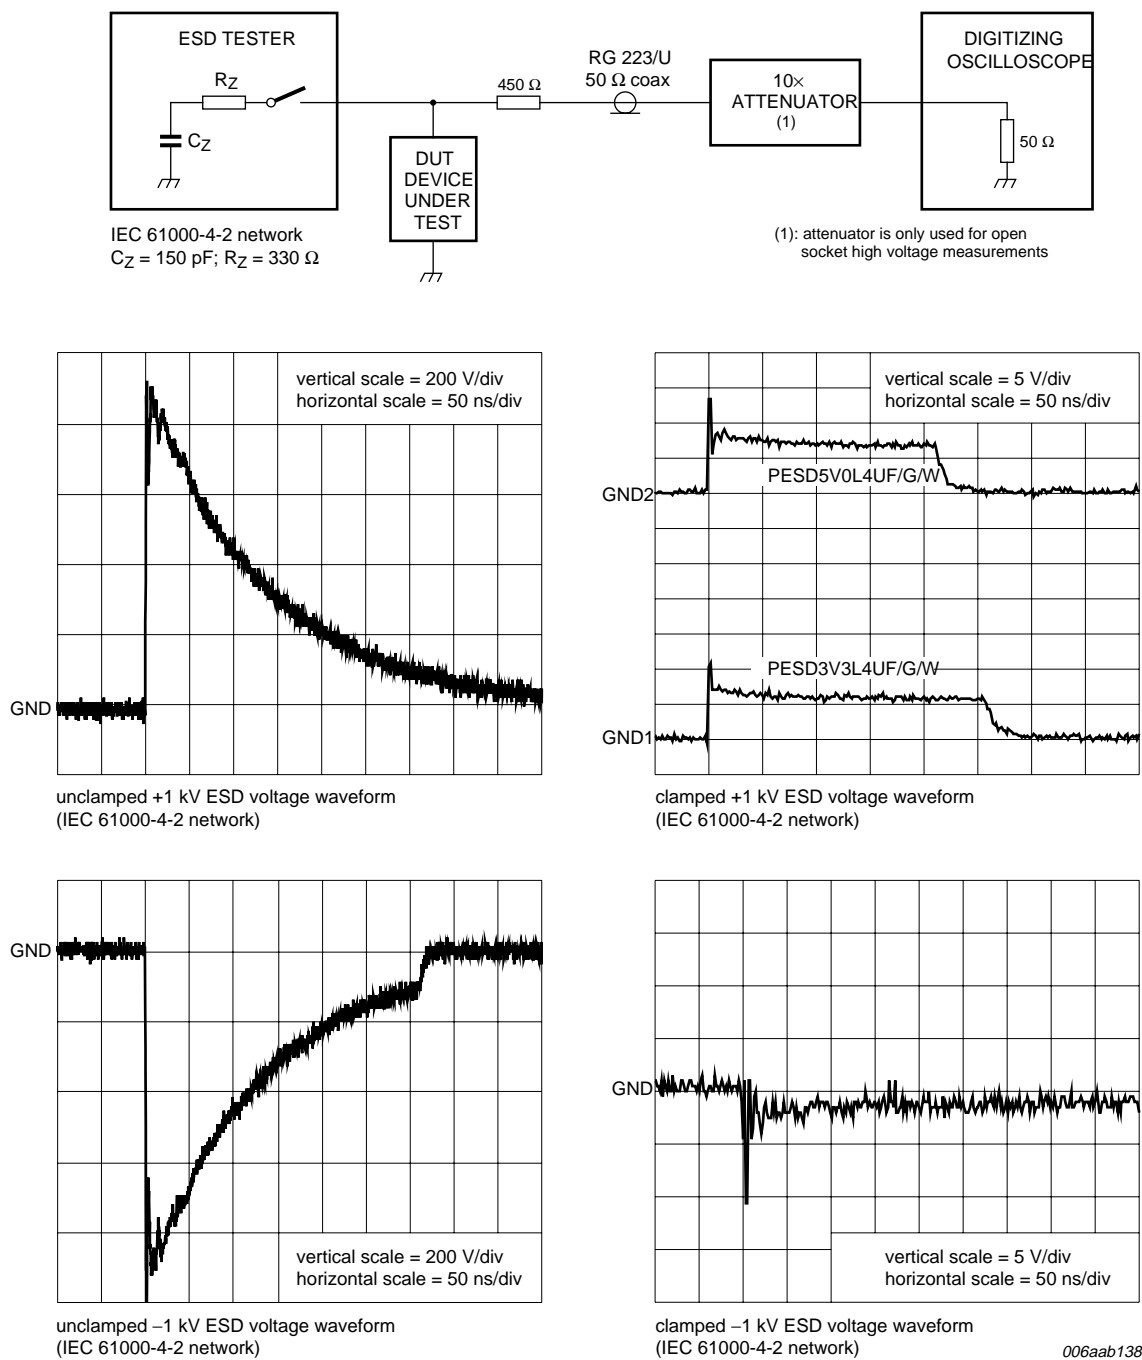 ESD TESTER
RZ
CZ
450 Ω
RG 223/U
50 Ω coax
10×
ATTENUATOR
(1)
DIGITIZING
OSCILLOSCOPE
50 Ω
DUT
DEVICE
UNDER
TEST
IEC 61000-4-2 network
CZ = 150 pF; RZ = 330 Ω
(1): attenuator is only used for open
socket high voltage measurements
vertical scale = 200 V/div
horizontal scale = 50 ns/div
GND
unclamped +1 kV ESD voltage waveform
(IEC 61000-4-2 network)
vertical scale = 5 V/div
horizontal scale = 50 ns/div
GND2
PESD5V0L4UF/G/W
PESD3V3L4UF/G/W
GND1
clamped +1 kV ESD voltage waveform
(IEC 61000-4-2 network)
GND
vertical scale = 200 V/div
horizontal scale = 50 ns/div
unclamped −1 kV ESD voltage waveform
(IEC 61000-4-2 network)
GND
vertical scale = 5 V/div
horizontal scale = 50 ns/div
clamped −1 kV ESD voltage waveform
(IEC 61000-4-2 network)
006aab138